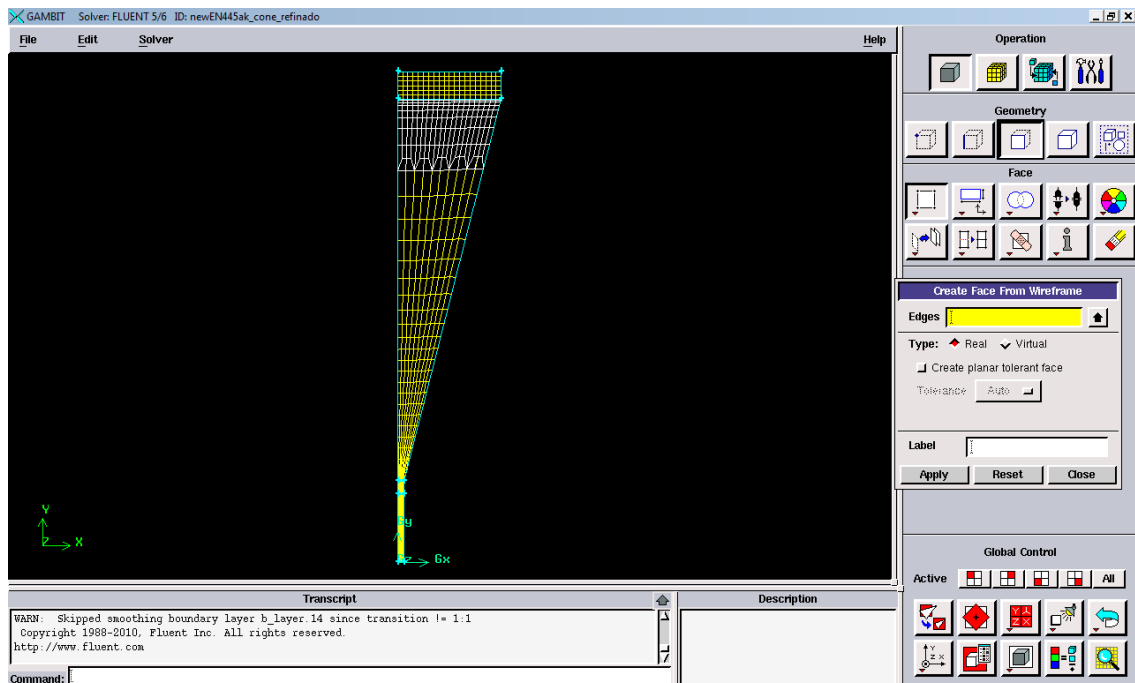 GAMBIT Solver: FLUENT 5/6 ID: newEN445ak_cone_refinado
File Edit Solver Help
Operation
Geometry
Face
Create Face From Wireframe
Edges
Type: Real Virtual
Create planar tolerant face
Tolerance Auto
Label
Apply Reset Close
Y
Z X
Gy
Gz Gx
Global Control
Active All
Transcript
Description
WARN: Skipped smoothing boundary layer b_layer.14 since transition != 1:1
Copyright 1988-2010, Fluent Inc. All rights reserved.
http://www.fluent.com
Command: